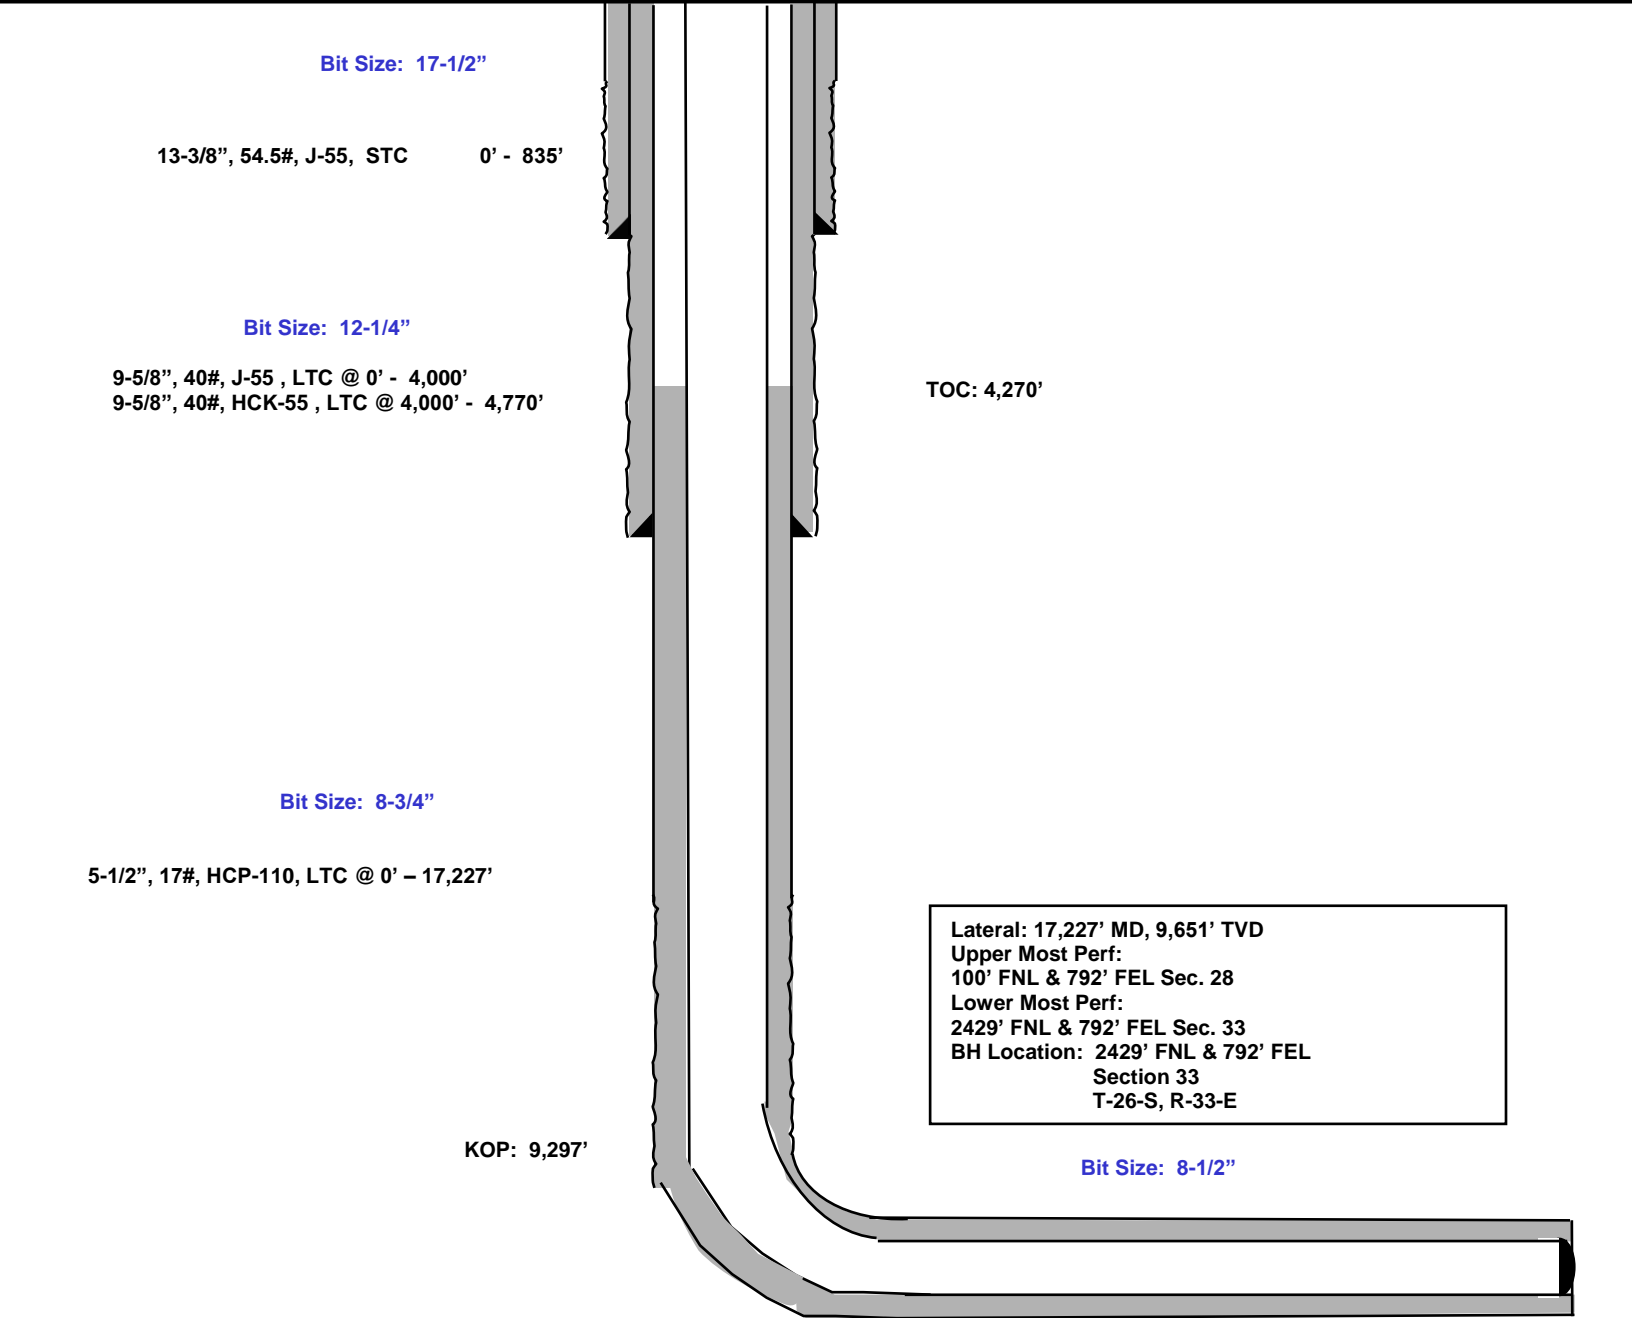 Bit Size: 17-1/2”
13-3/8”, 54.5#, J-55, STC 0’ - 835’
Bit Size: 12-1/4”
9-5/8”, 40#, J-55 , LTC @ 0’ - 4,000’
9-5/8”, 40#, HCK-55 , LTC @ 4,000’ - 4,770’
TOC: 4,270’
Bit Size: 8-3/4”
5-1/2”, 17#, HCP-110, LTC @ 0’ – 17,227’
Lateral: 17,227’ MD, 9,651’ TVD
Upper Most Perf:
100’ FNL & 792’ FEL Sec. 28
Lower Most Perf:
2429’ FNL & 792’ FEL Sec. 33
BH Location: 2429’ FNL & 792’ FEL
Section 33
T-26-S, R-33-E
KOP: 9,297’
Bit Size: 8-1/2”